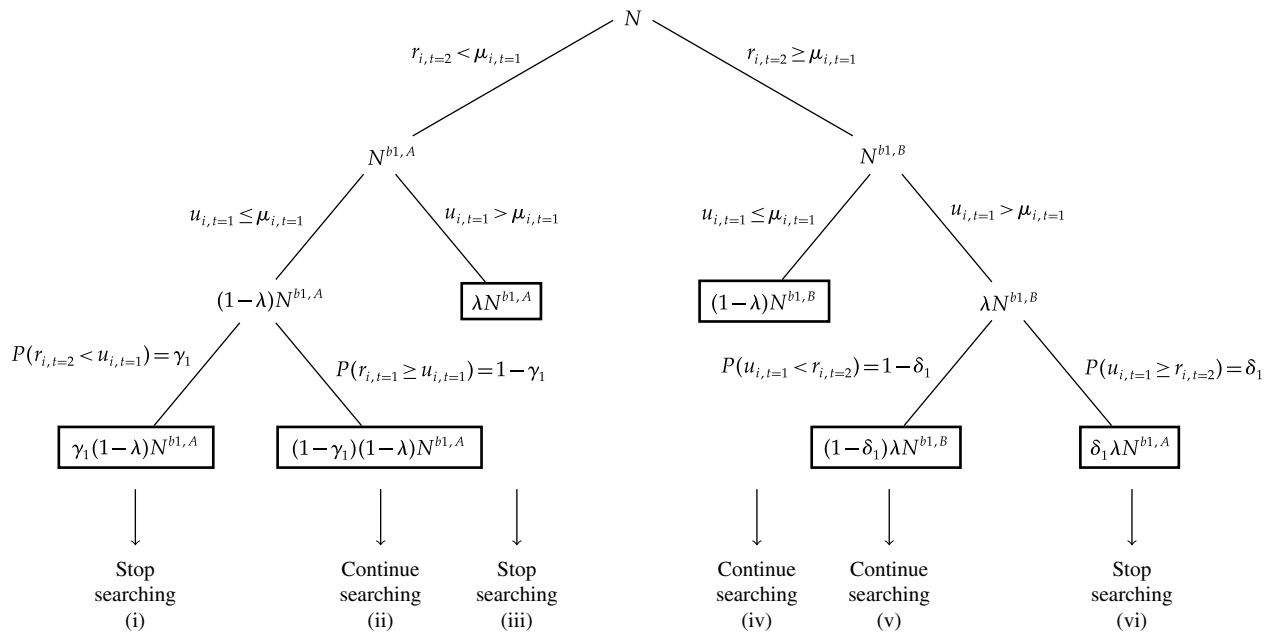 N
r_{i,t=2} < μ_{i,t=1}
r_{i,t=2} ≥ μ_{i,t=1}
N^{b1,A}
N^{b1,B}
u_{i,t=1} ≤ μ_{i,t=1}
u_{i,t=1} > μ_{i,t=1}
u_{i,t=1} ≤ μ_{i,t=1}
u_{i,t=1} > μ_{i,t=1}
(1−λ)N^{b1,A}
λN^{b1,A}
(1−λ)N^{b1,B}
λN^{b1,B}
P(r_{i,t=2} < u_{i,t=1}) = γ_1
P(r_{i,t=1} ≥ u_{i,t=1}) = 1−γ_1
P(u_{i,t=1} < r_{i,t=2}) = 1−δ_1
P(u_{i,t=1} ≥ r_{i,t=2}) = δ_1
γ_1(1−λ)N^{b1,A}
(1−γ_1)(1−λ)N^{b1,A}
(1−δ_1)λN^{b1,B}
δ_1λN^{b1,A}
Stop
searching
(i)
Continue
searching
(ii)
Stop
searching
(iii)
Continue
searching
(iv)
Continue
searching
(v)
Stop
searching
(vi)